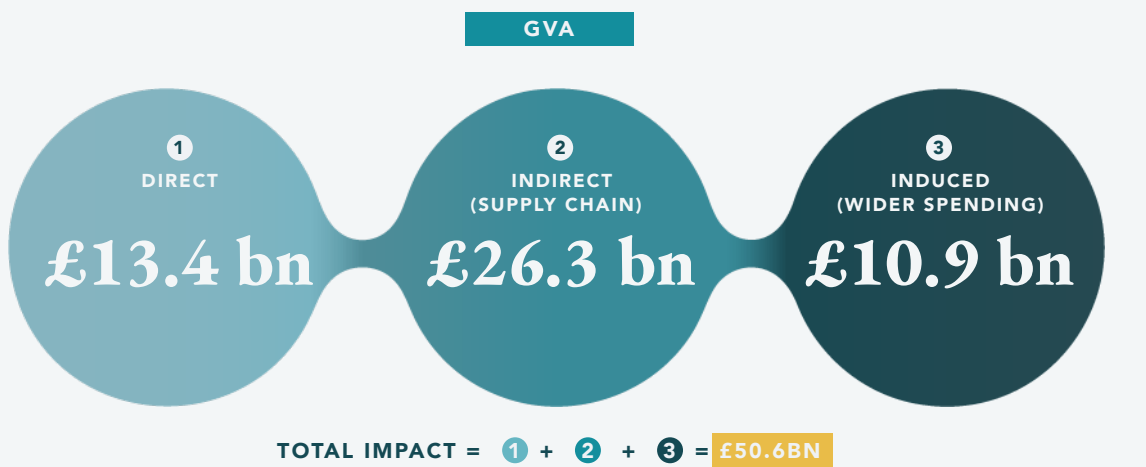 GVA
1
DIRECT
£13.4 bn
2
INDIRECT
(SUPPLY CHAIN)
£26.3 bn
3
INDUCED
(WIDER SPENDING)
£10.9 bn
TOTAL IMPACT = 1 + 2 + 3 = £50.6BN